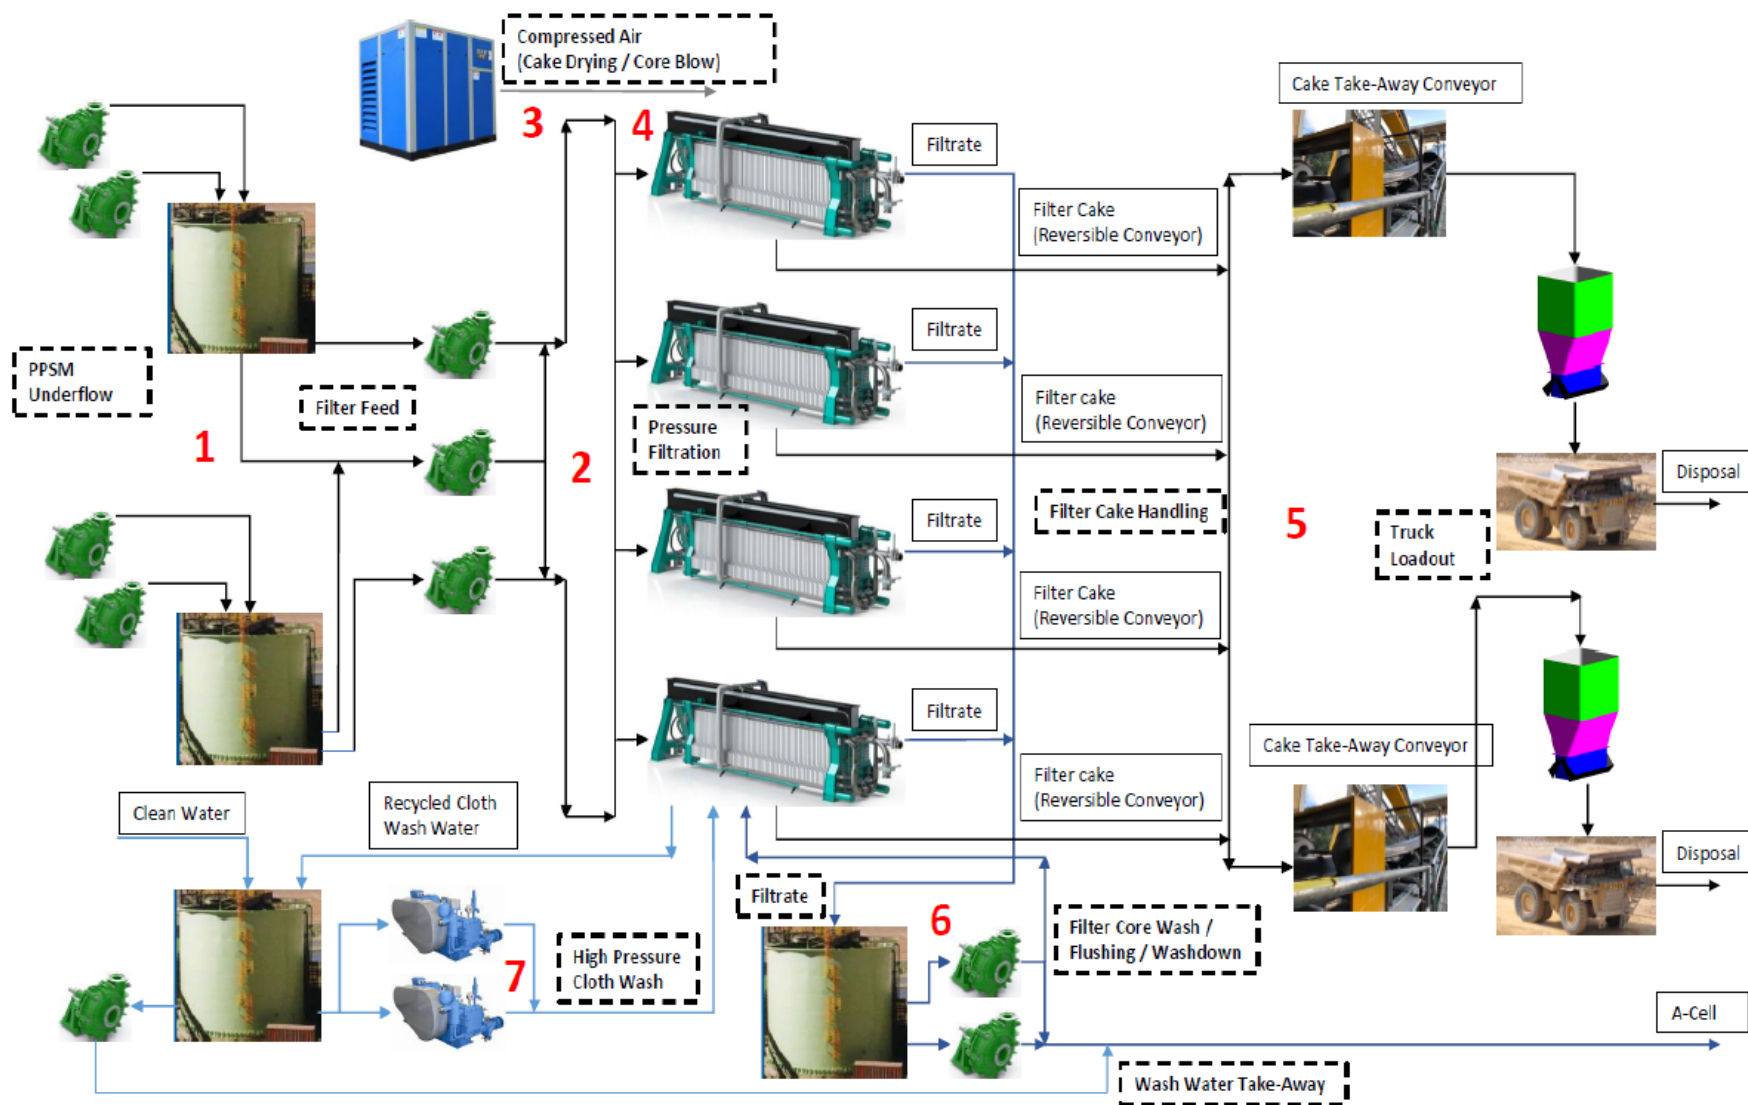 Compressed Air
(Cake Drying / Core Blow)
Cake Take-Away Conveyor
3
4
Filtrate
Filter Cake
(Reversible Conveyor)
PPSM
Underflow
Filter Feed
Filtrate
Filter cake
(Reversible Conveyor)
1
2
Pressure
Filtration
Disposal
Filtrate
Filter Cake Handling
5
Truck
Loadout
Filter Cake
(Reversible Conveyor)
Filtrate
Cake Take-Away Conveyor
Filter cake
(Reversible Conveyor)
Clean Water
Recycled Cloth
Wash Water
Disposal
Filtrate
6
Filter Core Wash /
Flushing / Washdown
High Pressure
Cloth Wash
7
A-Cell
Wash Water Take-Away